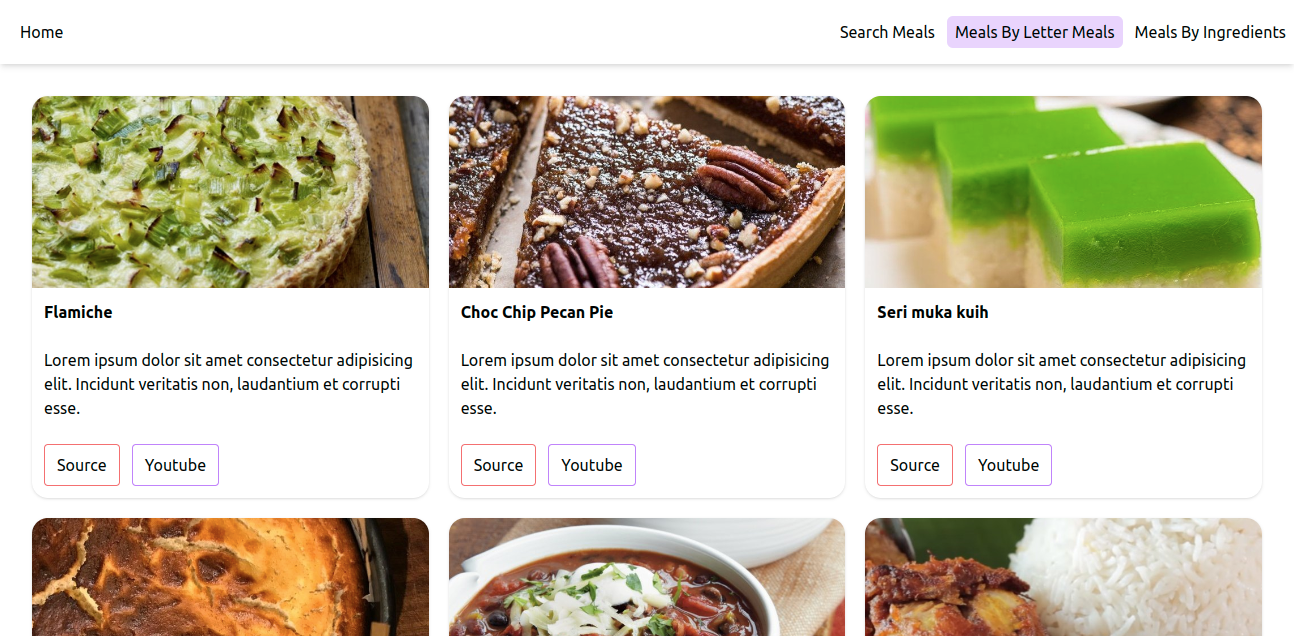 Home
Search Meals
Meals By Letter Meals
Meals By Ingredients
Flamiche
Lorem ipsum dolor sit amet consectetur adipisicing
elit. Incidunt veritatis non, laudantium et corrupti
esse.
Source
Youtube
Choc Chip Pecan Pie
Lorem ipsum dolor sit amet consectetur adipisicing
elit. Incidunt veritatis non, laudantium et corrupti
esse.
Source
Youtube
Seri muka kuih
Lorem ipsum dolor sit amet consectetur adipisicing
elit. Incidunt veritatis non, laudantium et corrupti
esse.
Source
Youtube